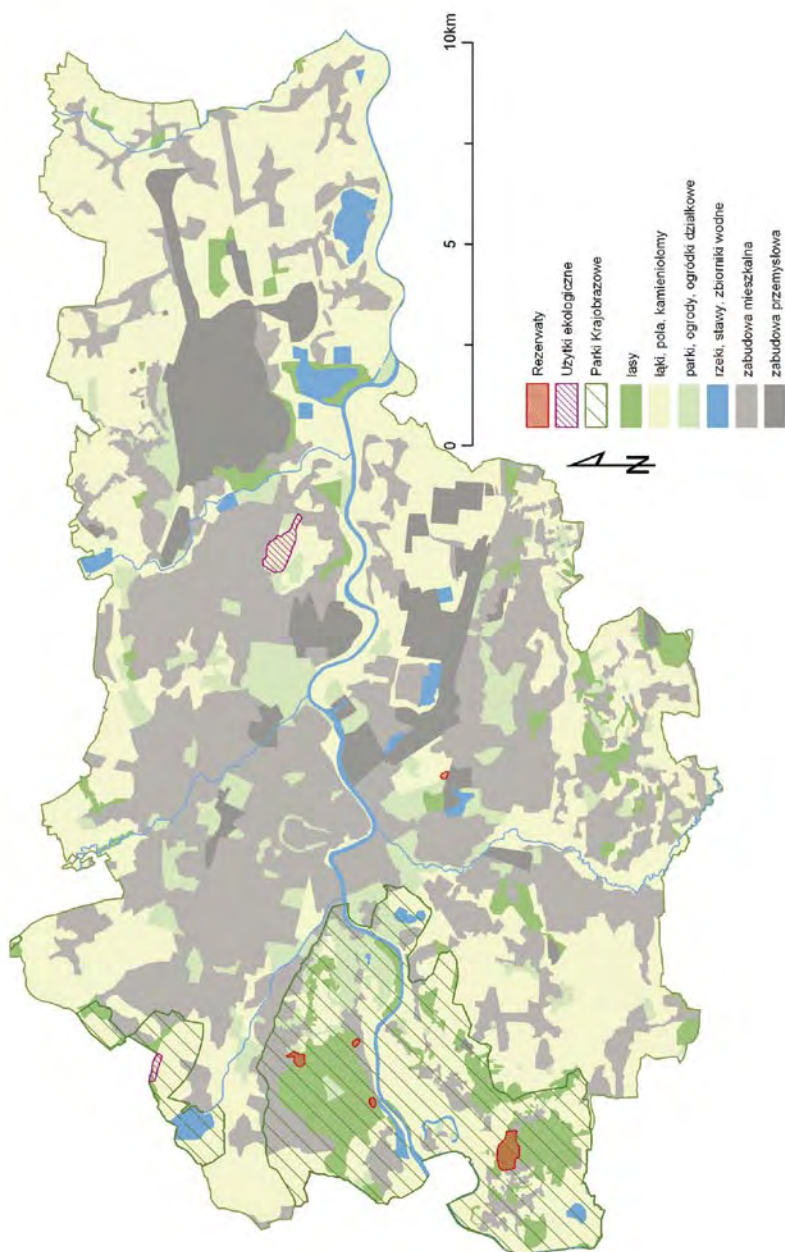 0
5
10km
N
Rezerwaty
Użytki ekologiczne
Parki Krajobrazowe
lasy
łąki, pola, kamieniołomy
parki, ogrody, ogródki działkowe
rzeki, stawy, zbiorniki wodne
zabudowa mieszkalna
zabudowa przemysłowa